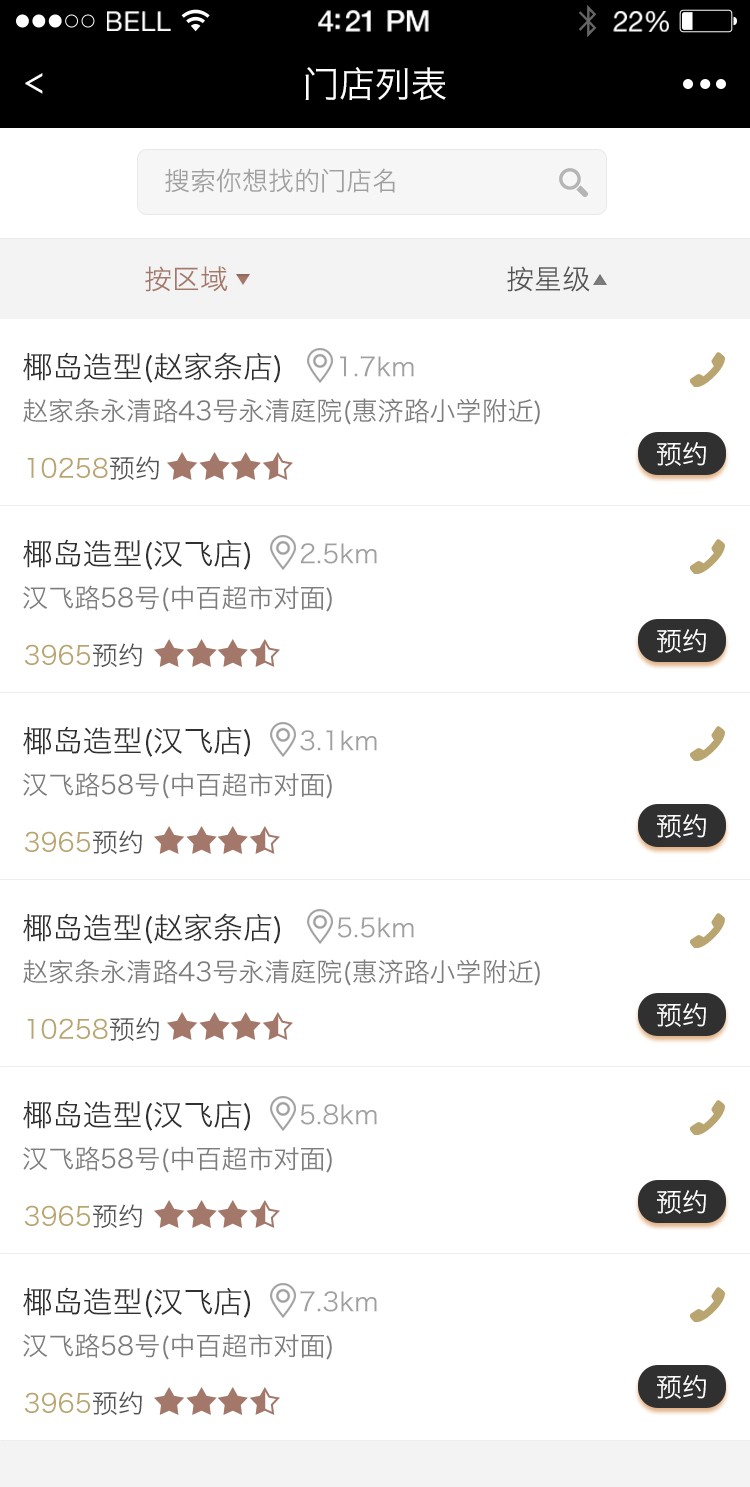 BELL 4:21 PM 22%
< 门店列表
搜索你想找的门店名
按区域 按星级
椰岛造型(赵家条店) 1.7km
赵家条永清路43号永清庭院(惠济路小学附近)
10258预约 预约
椰岛造型(汉飞店) 2.5km
汉飞路58号(中百超市对面)
3965预约 预约
椰岛造型(汉飞店) 3.1km
汉飞路58号(中百超市对面)
3965预约 预约
椰岛造型(赵家条店) 5.5km
赵家条永清路43号永清庭院(惠济路小学附近)
10258预约 预约
椰岛造型(汉飞店) 5.8km
汉飞路58号(中百超市对面)
3965预约 预约
椰岛造型(汉飞店) 7.3km
汉飞路58号(中百超市对面)
3965预约 预约